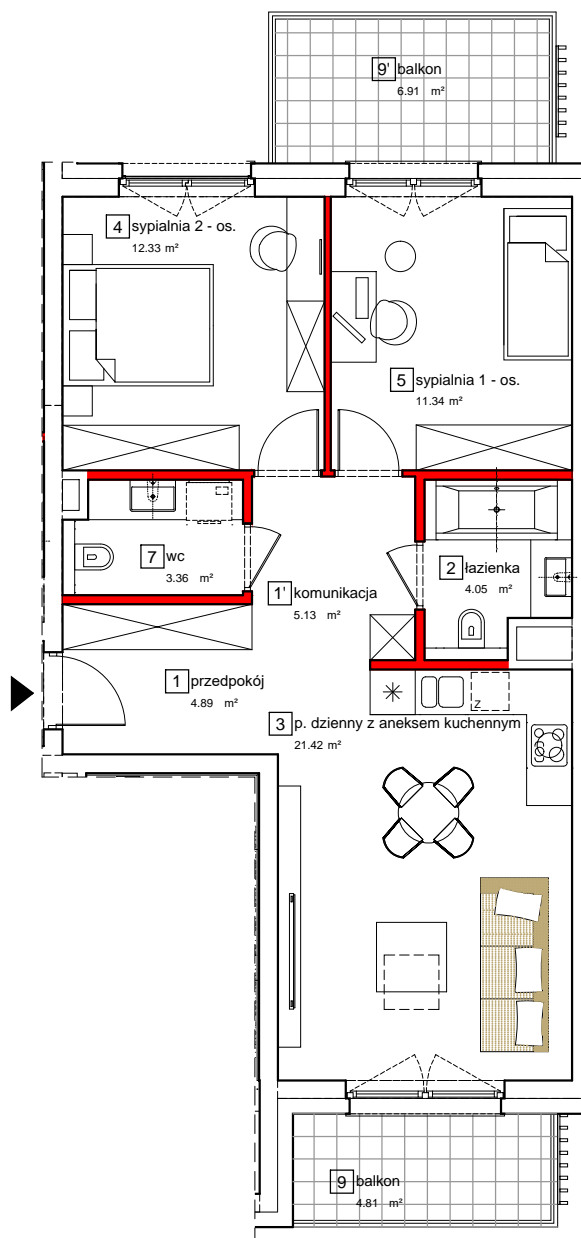 9' balkon
6.91 m²
4 sypialnia 2 - os.
12.33 m²
5 sypialnia 1 - os.
11.34 m²
7 wc
3.36 m²
2 łazienka
4.05 m²
1' komunikacja
5.13 m²
1 przedpokój
4.89 m²
Z
3 p. dzienny z aneksem kuchennym
21.42 m²
9 balkon
4.81 m²